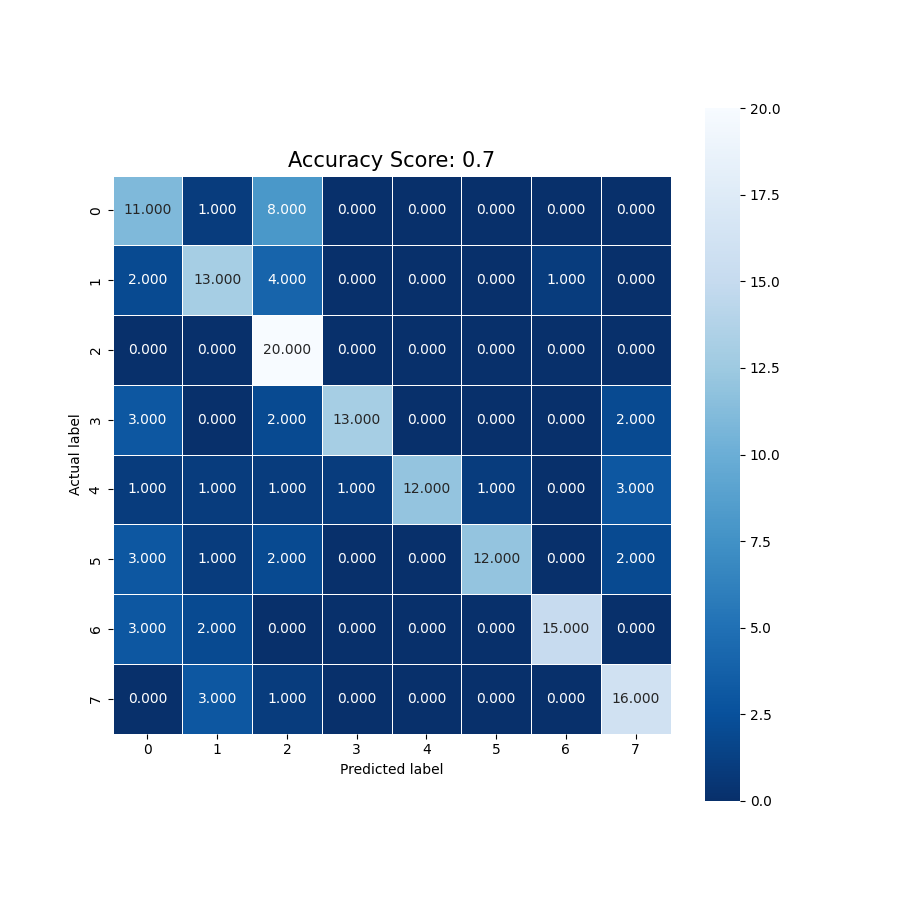 Accuracy Score: 0.7
20.0
17.5
15.0
12.5
10.0
7.5
5.0
2.5
0.0
Actual label
0 11.000 1.000 8.000 0.000 0.000 0.000 0.000 0.000
1 2.000 13.000 4.000 0.000 0.000 0.000 1.000 0.000
2 0.000 0.000 20.000 0.000 0.000 0.000 0.000 0.000
3 3.000 0.000 2.000 13.000 0.000 0.000 0.000 2.000
4 1.000 1.000 1.000 1.000 12.000 1.000 0.000 3.000
5 3.000 1.000 2.000 0.000 0.000 12.000 0.000 2.000
6 3.000 2.000 0.000 0.000 0.000 0.000 15.000 0.000
7 0.000 3.000 1.000 0.000 0.000 0.000 0.000 16.000
0 1 2 3 4 5 6 7
Predicted label